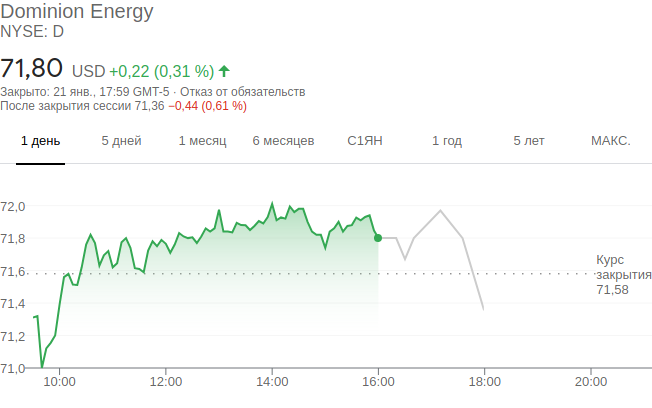 Dominion Energy
NYSE: D
71,80 USD +0,22 (0,31 %)
Закрыто: 21 янв., 17:59 GMT-5 · Отказ от обязательств
После закрытия сессии 71,36 −0,44 (0,61 %)
1 день 5 дней 1 месяц 6 месяцев С1ЯН 1 год 5 лет МАКС.
72,0
71,8
71,6
71,4
71,2
71,0
Курс
закрытия
71,58
10:00 12:00 14:00 16:00 18:00 20:00